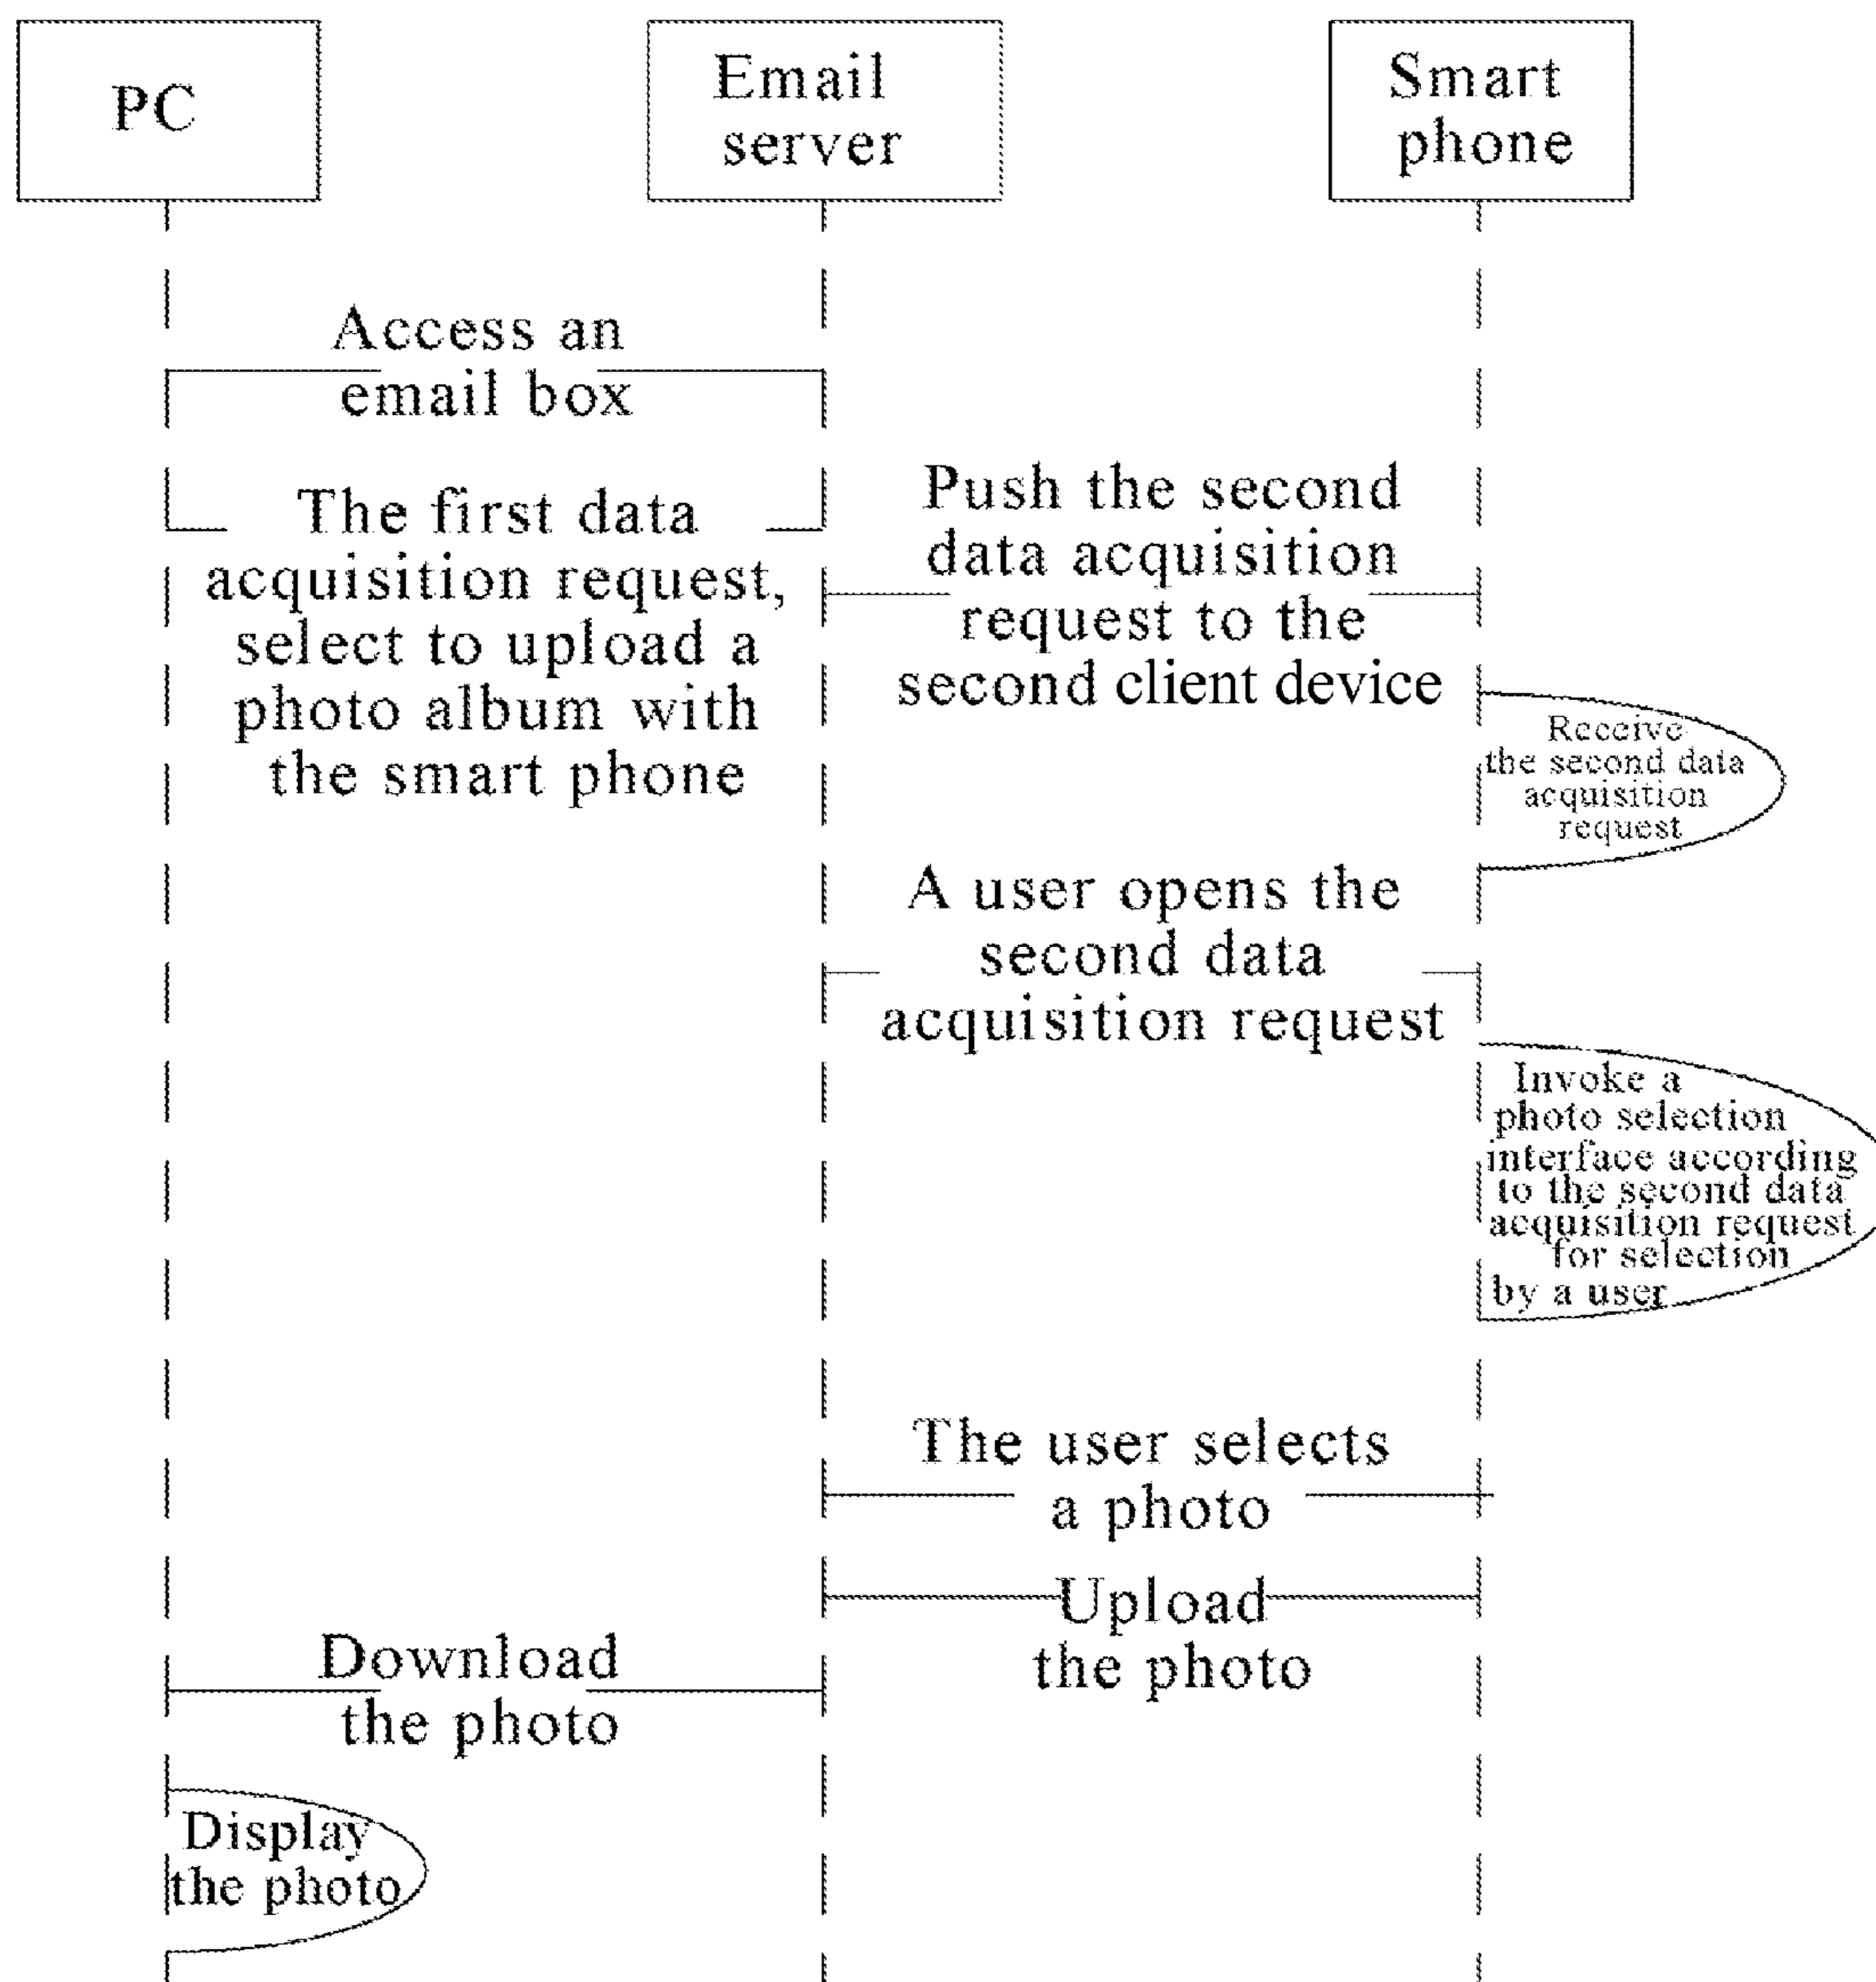 PC
Email
server
Smart
phone
Access an
email box
The first data
acquisition request,
select to upload a
photo album with
the smart phone
Push the second
data acquisition
request to the
second client device
Receive
the second data
acquisition
request
A user opens the
second data
acquisition request
Invoke a
photo selection
interface according
to the second data
acquisition request
for selection
by a user
The user selects
a photo
Upload
the photo
Download
the photo
Display
the photo